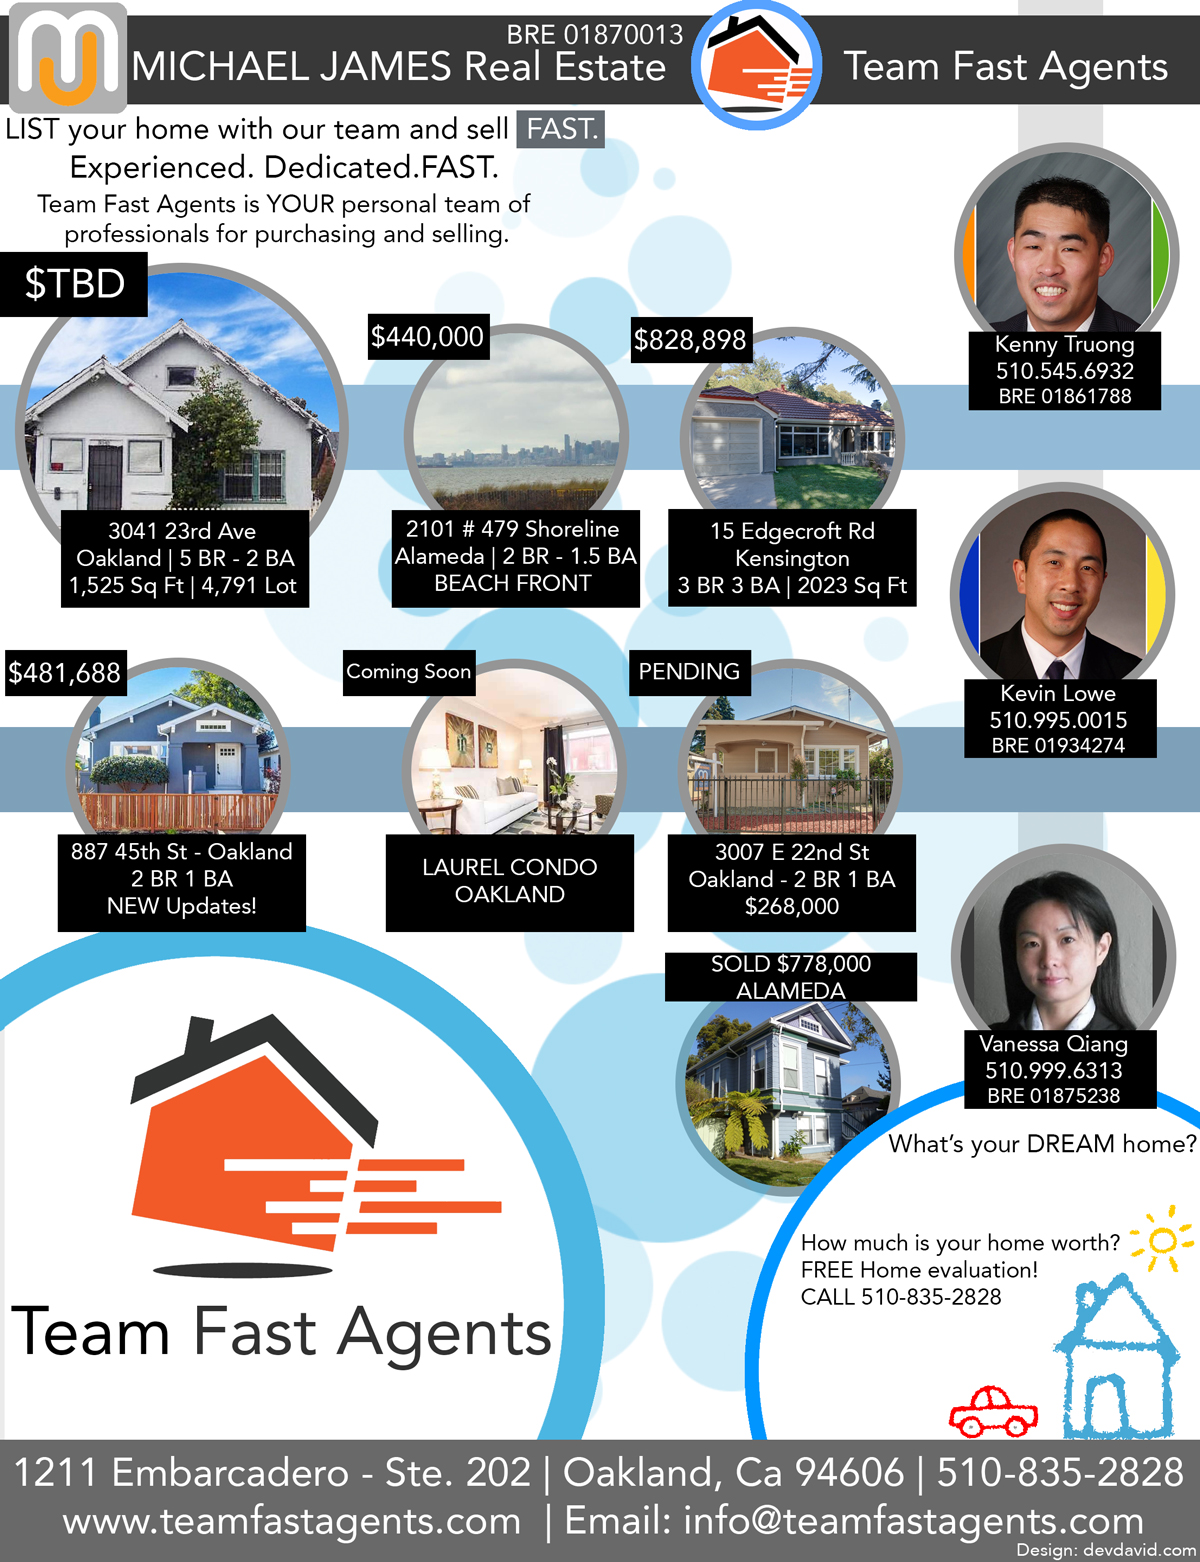 BRE 01870013
MICHAEL JAMES Real Estate
Team Fast Agents
LIST your home with our team and sell FAST.
Experienced. Dedicated.FAST.
Team Fast Agents is YOUR personal team of
professionals for purchasing and selling.
$TBD
3041 23rd Ave
Oakland | 5 BR - 2 BA
1,525 Sq Ft | 4,791 Lot
$440,000
2101 # 479 Shoreline
Alameda | 2 BR - 1.5 BA
BEACH FRONT
$828,898
15 Edgecroft Rd
Kensington
3 BR 3 BA | 2023 Sq Ft
Kenny Truong
510.545.6932
BRE 01861788
$481,688
887 45th St - Oakland
2 BR 1 BA
NEW Updates!
Coming Soon
LAUREL CONDO
OAKLAND
PENDING
3007 E 22nd St
Oakland - 2 BR 1 BA
$268,000
Kevin Lowe
510.995.0015
BRE 01934274
SOLD $778,000
ALAMEDA
Vanessa Qiang
510.999.6313
BRE 01875238
Team Fast Agents
What's your DREAM home?
How much is your home worth?
FREE Home evaluation!
CALL 510-835-2828
1211 Embarcadero - Ste. 202 | Oakland, Ca 94606 | 510-835-2828
www.teamfastagents.com | Email: info@teamfastagents.com
Design: devdavid.com